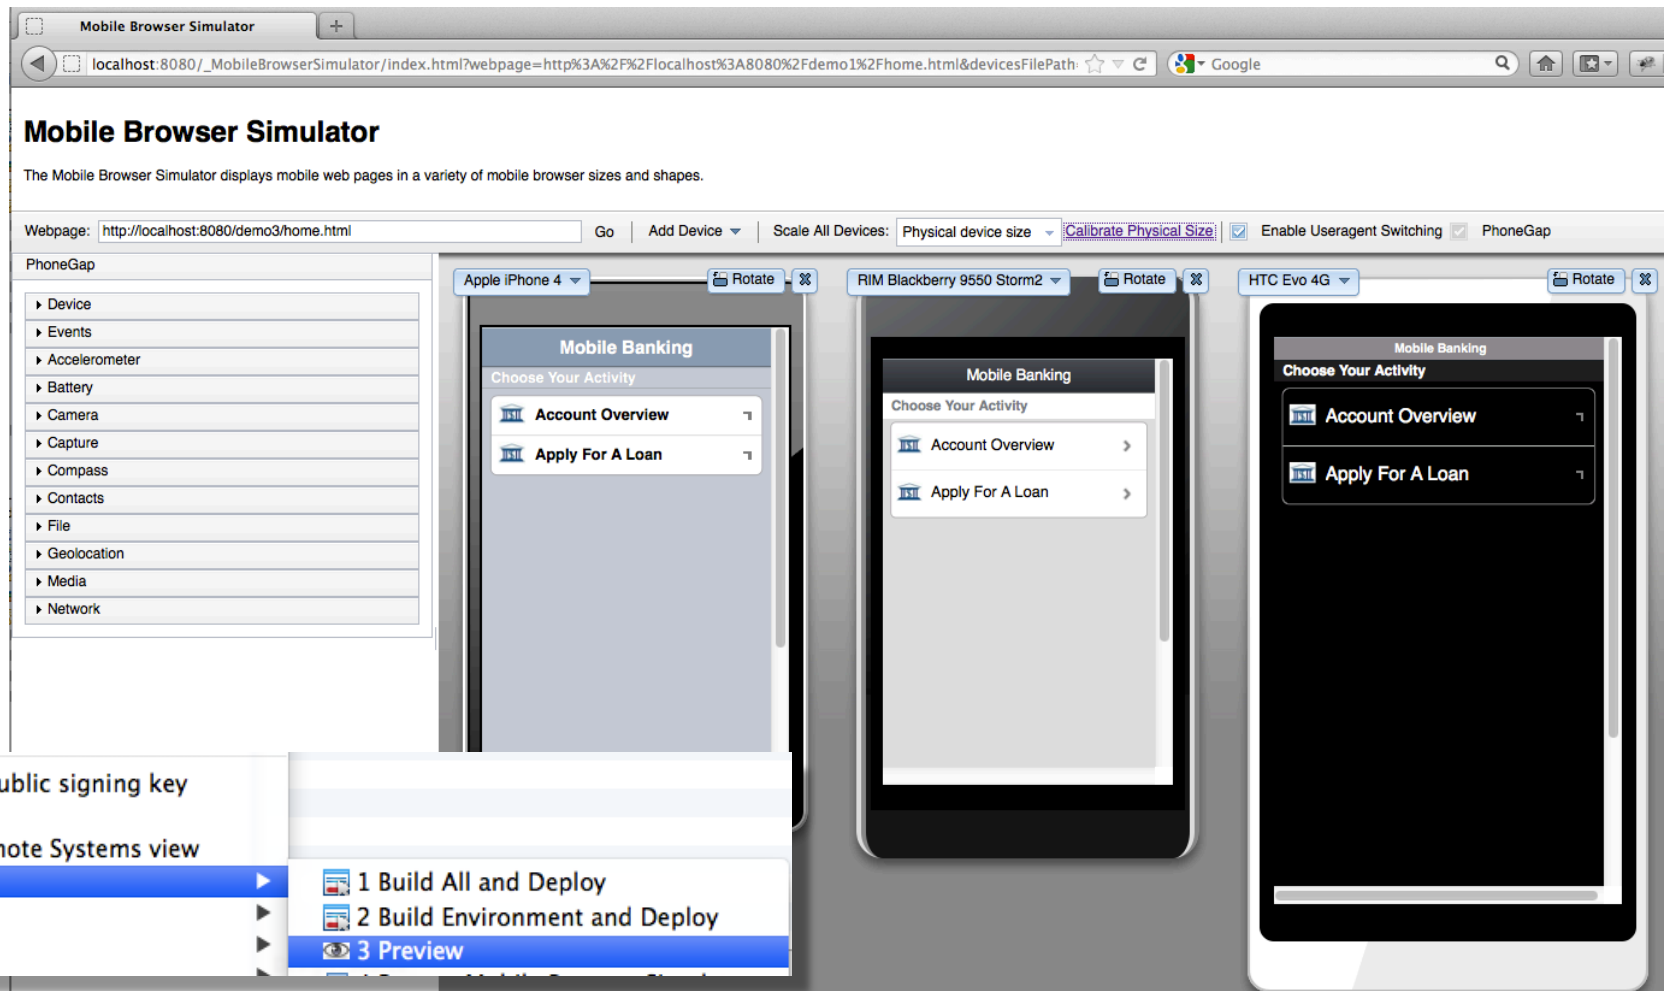 Mobile Browser Simulator
+
localhost:8080/_MobileBrowserSimulator/index.html?webpage=http%3A%2F%2Flocalhost%3A8080%2Fdemo1%2Fhome.html&devicesFilePath
Google
Mobile Browser Simulator
The Mobile Browser Simulator displays mobile web pages in a variety of mobile browser sizes and shapes.
Webpage: http://localhost:8080/demo3/home.html Go Add Device Scale All Devices: Physical device size Calibrate Physical Size Enable Useragent Switching PhoneGap
PhoneGap
Device
Events
Accelerometer
Battery
Camera
Capture
Compass
Contacts
File
Geolocation
Media
Network
Apple iPhone 4 Rotate
Mobile Banking
Choose Your Activity
Account Overview
Apply For A Loan
RIM Blackberry 9550 Storm2 Rotate
Mobile Banking
Choose Your Activity
Account Overview
Apply For A Loan
HTC Evo 4G Rotate
Mobile Banking
Choose Your Activity
Account Overview
Apply For A Loan
ublic signing key
note Systems view
1 Build All and Deploy
2 Build Environment and Deploy
3 Preview